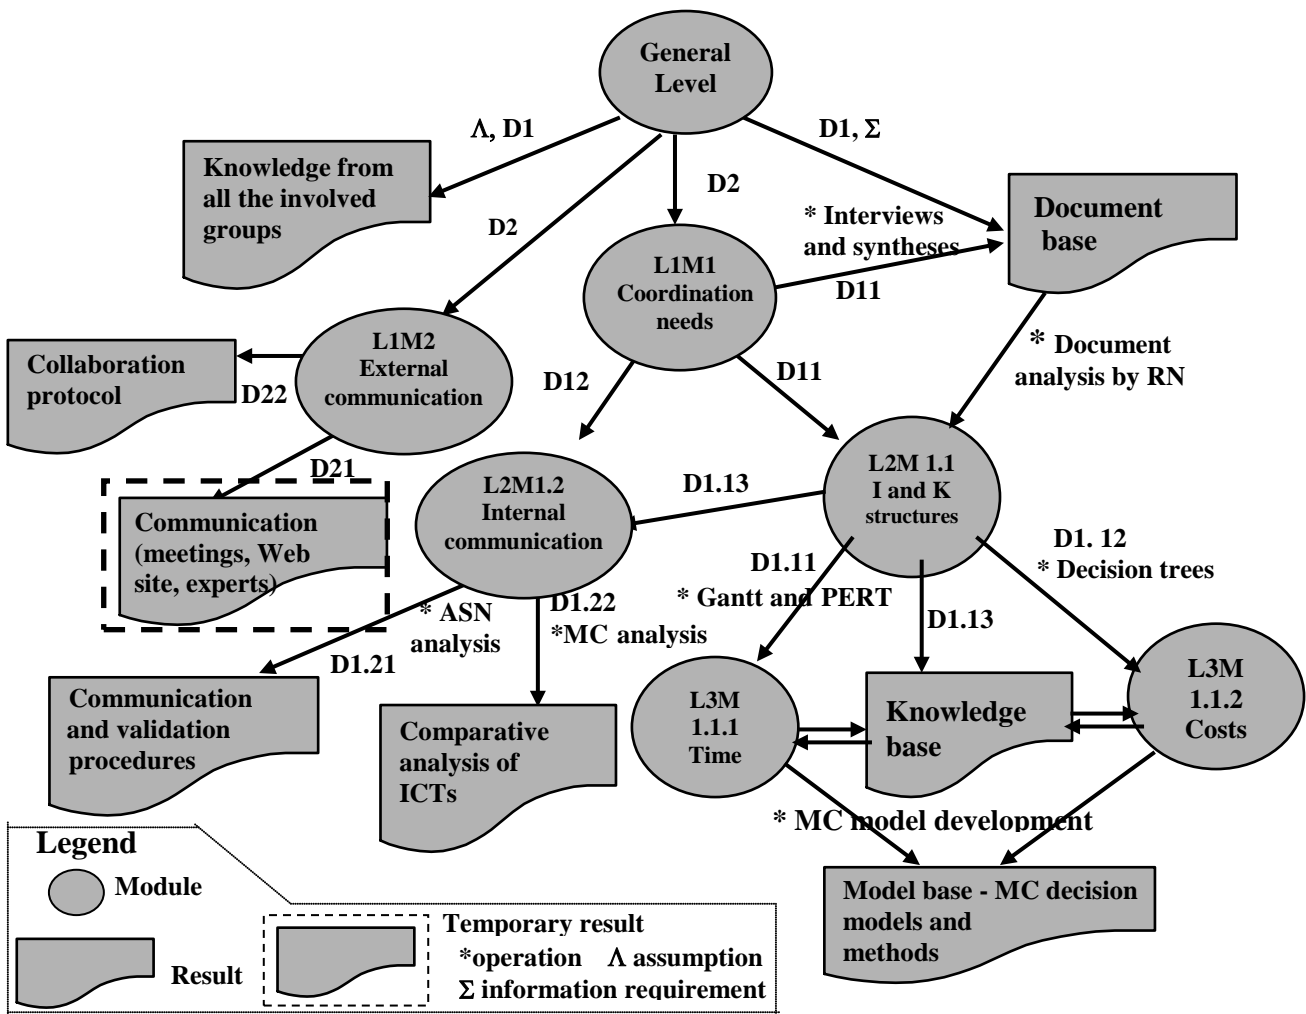 General
Level
Λ, D1
D1, Σ
Knowledge from
all the involved
groups
D2
D2
* Interviews
and syntheses
Document
base
L1M1
Coordination
needs
D11
L1M2
External
communication
Collaboration
protocol
D22
D12
D11
* Document
analysis by RN
D21
L2M1.2
Internal
communication
D1.13
L2M 1.1
I and K
structures
Communication
(meetings, Web
site, experts)
D1.11
* Gantt and PERT
D1. 12
* Decision trees
* ASN
analysis
D1.22
*MC analysis
D1.13
D1.21
Communication
and validation
procedures
Comparative
analysis of
ICTs
L3M
1.1.1
Time
Knowledge
base
L3M
1.1.2
Costs
* MC model development
Model base - MC decision
models and
methods
Legend
Module
Result
Temporary result
*operation Λ assumption
Σ information requirement